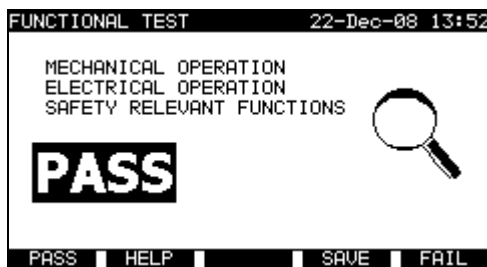 FUNCTIONAL TEST 22-Dec-08 13:52
MECHANICAL OPERATION
ELECTRICAL OPERATION
SAFETY RELEVANT FUNCTIONS
PASS
PASS HELP SAVE FAIL